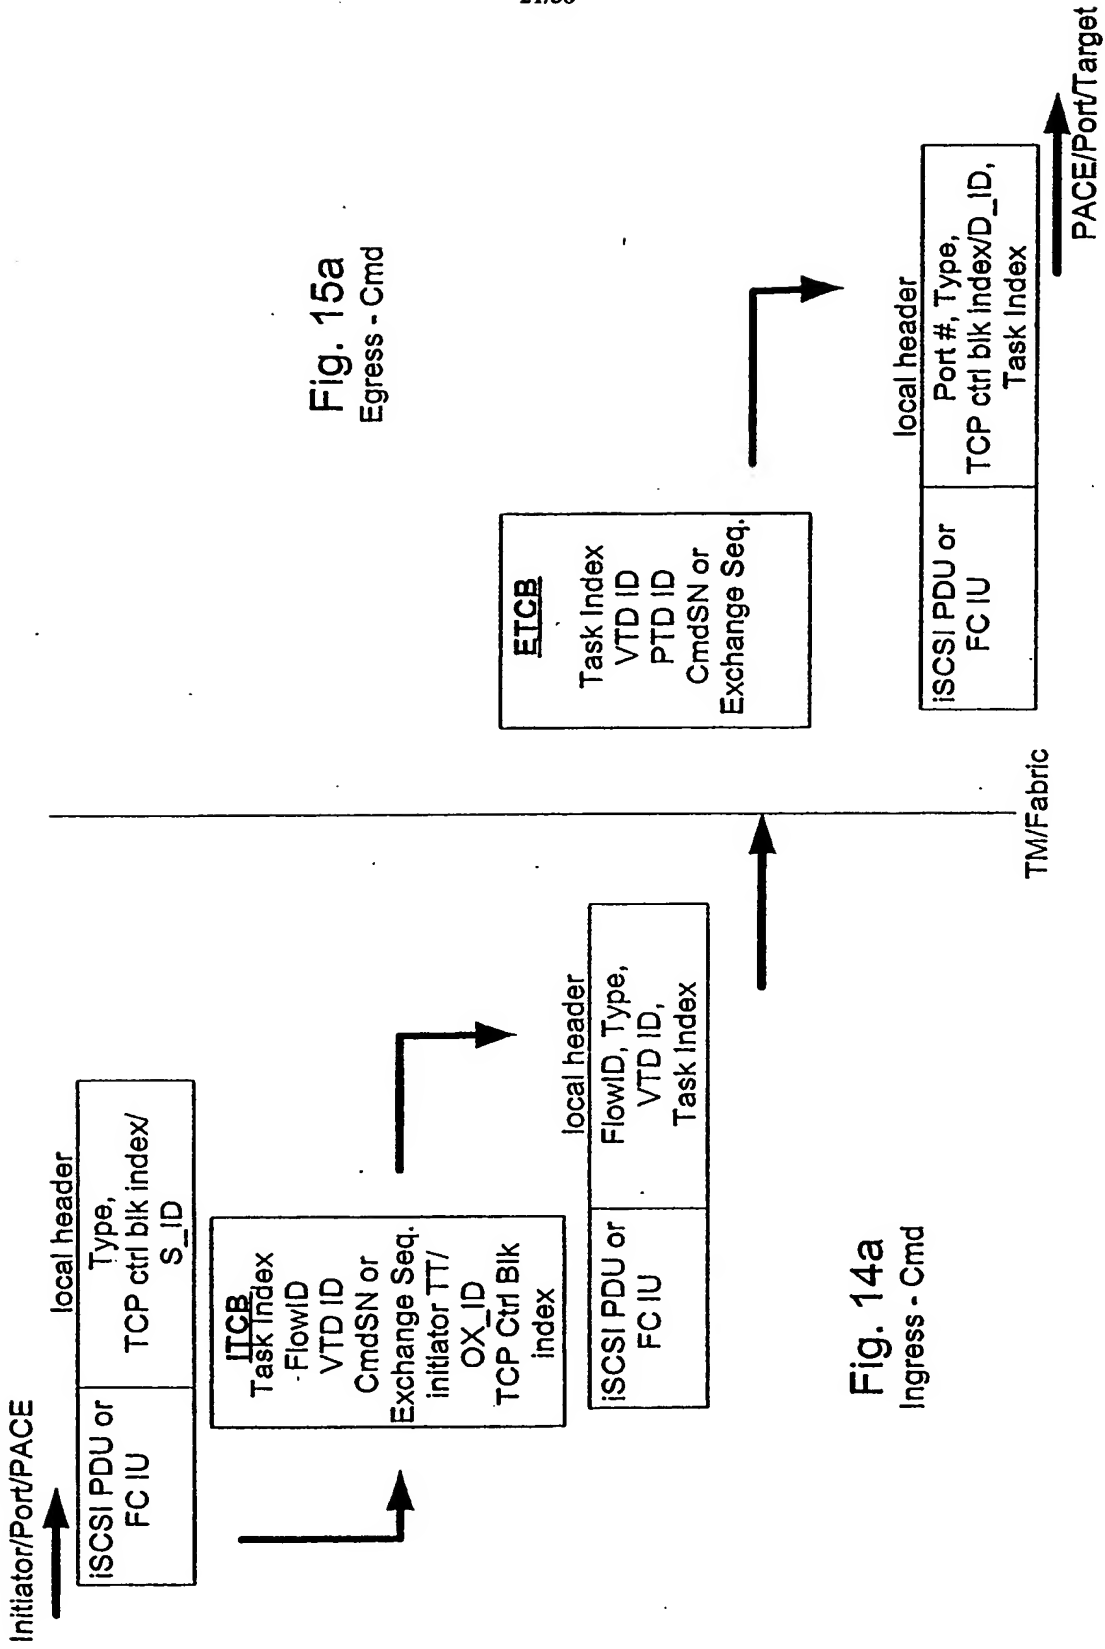 Initiator/Port/PACE
local header
iSCSI PDU or
FC IU
Type,
TCP ctrl blk index/
S_ID
ITCB
Task Index
FlowID
VTD ID
CmdSN or
Exchange Seq.
initiator TT/
OX_ID
TCP Ctrl Blk
index
local header
iSCSI PDU or
FC IU
FlowID, Type,
VTD ID,
Task Index
Fig. 14a
Ingress - Cmd
TM/Fabric
Fig. 15a
Egress - Cmd
ETCB
Task Index
VTD ID
PTD ID
CmdSN or
Exchange Seq.
local header
iSCSI PDU or
FC IU
Port #, Type,
TCP ctrl blk index/D_ID,
Task Index
PACE/Port/Target